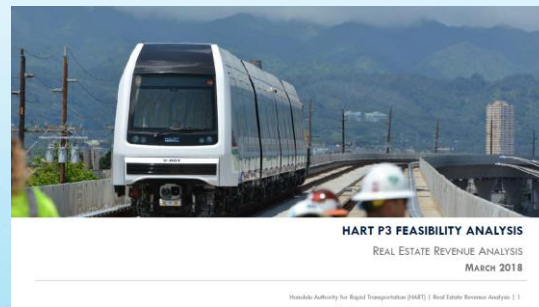 HART P3 FEASIBILITY ANALYSIS
REAL ESTATE REVENUE ANALYSIS
MARCH 2018
Honolulu Authority for Rapid Transportation (HART) | Real Estate Revenue Analysis | 1